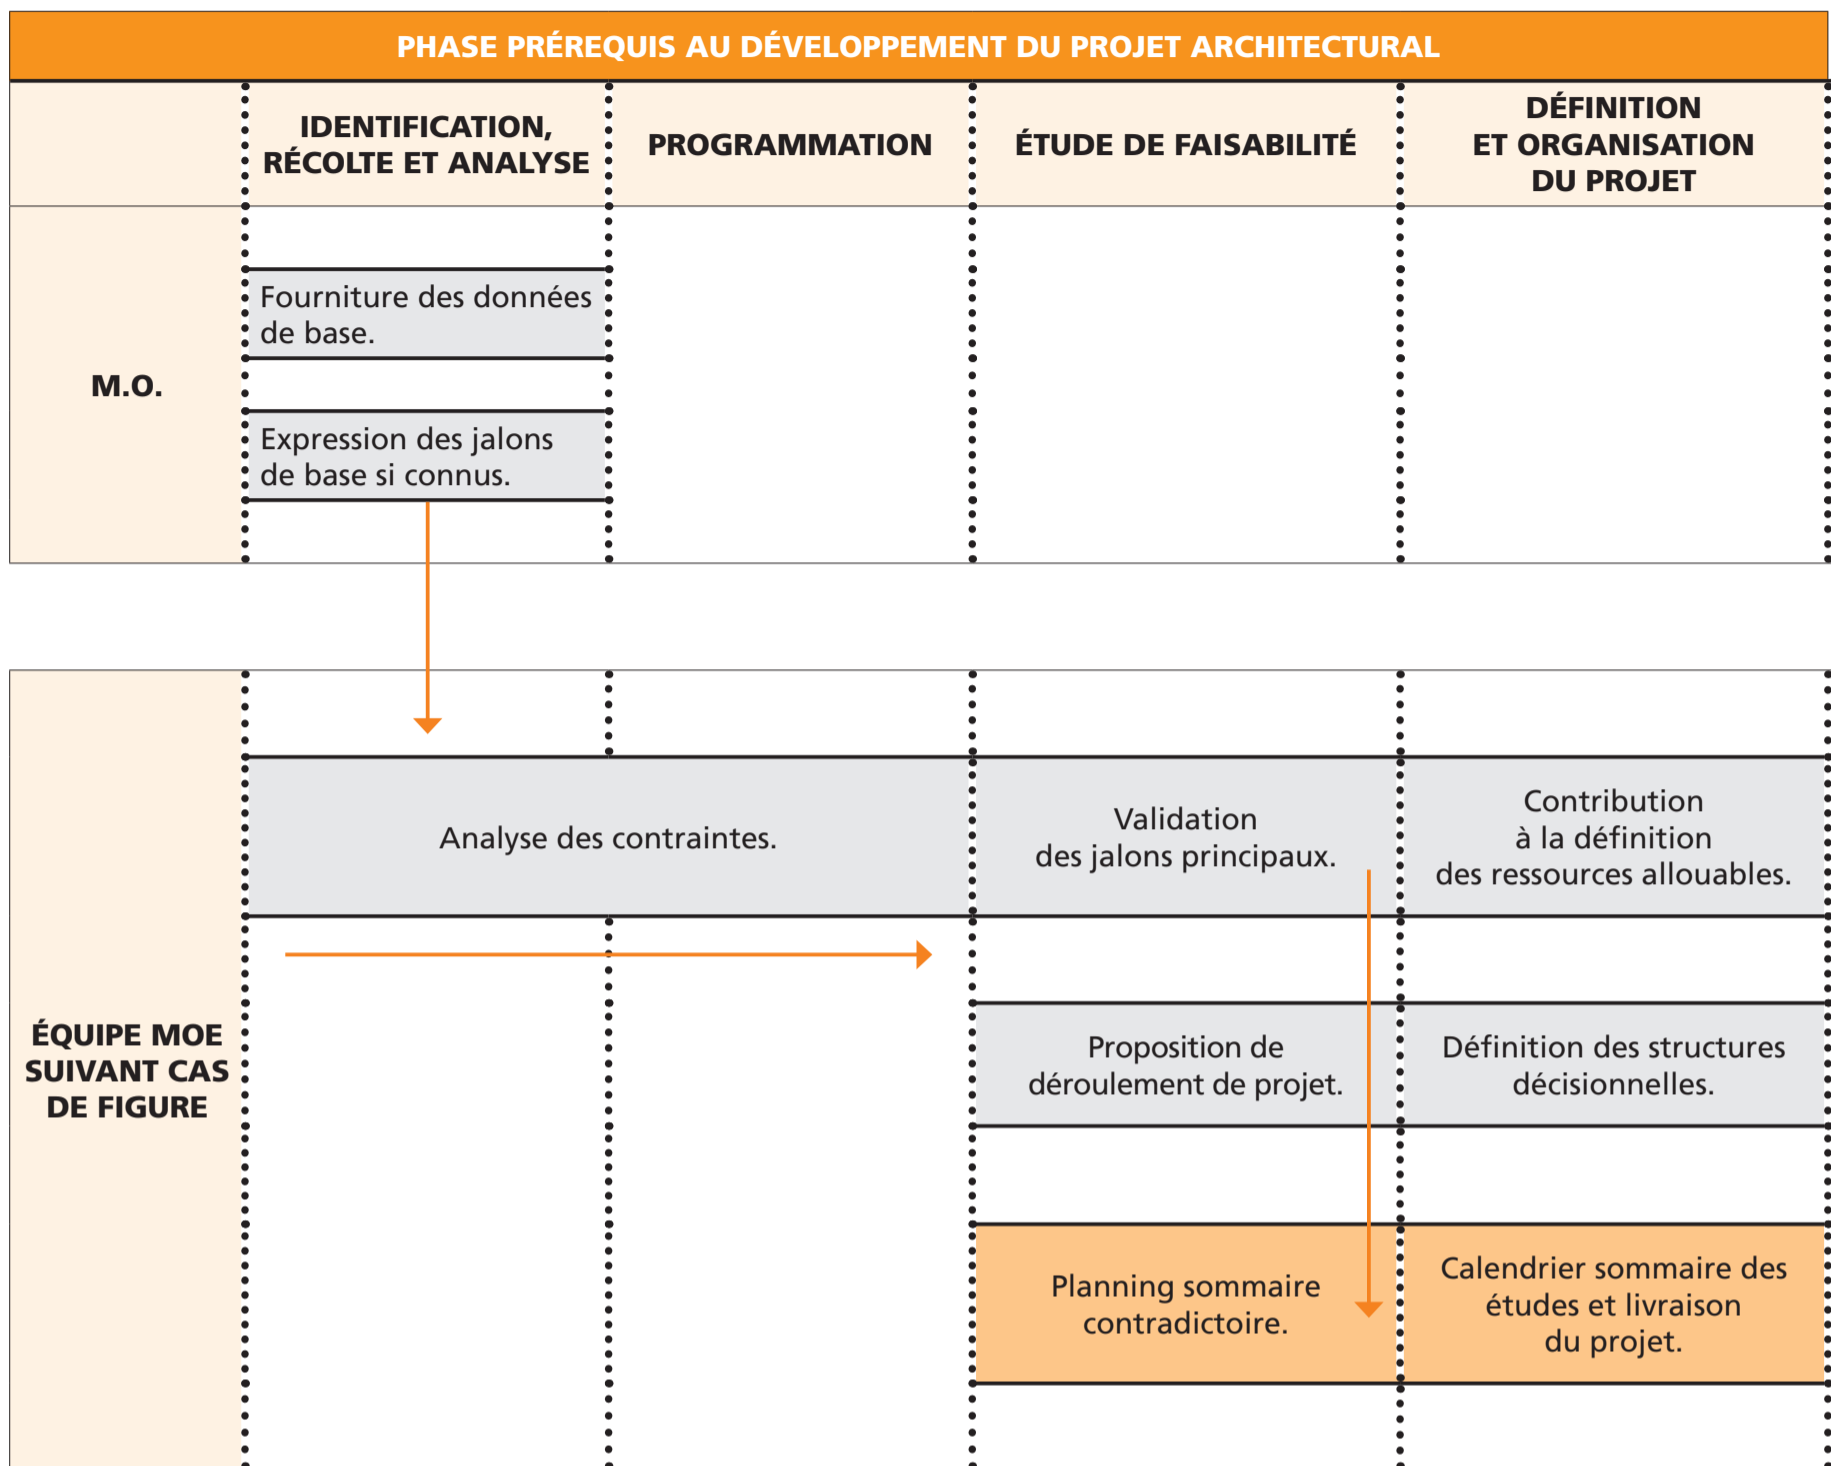 PHASE PRÉREQUIS AU DÉVELOPPEMENT DU PROJET ARCHITECTURAL
IDENTIFICATION,
RÉCOLTE ET ANALYSE
PROGRAMMATION
ÉTUDE DE FAISABILITÉ
DÉFINITION
ET ORGANISATION
DU PROJET
M.O.
Fourniture des données
de base.
Expression des jalons
de base si connus.
ÉQUIPE MOE
SUIVANT CAS
DE FIGURE
Analyse des contraintes.
Validation
des jalons principaux.
Contribution
à la définition
des ressources allouables.
Proposition de
déroulement de projet.
Définition des structures
décisionnelles.
Planning sommaire
contradictoire.
Calendrier sommaire des
études et livraison
du projet.